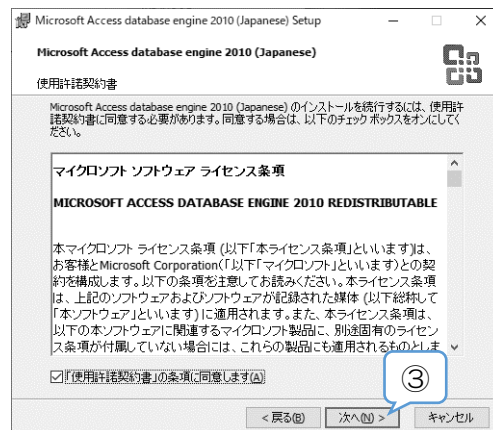 Microsoft Access database engine 2010 (Japanese) Setup
Microsoft Access database engine 2010 (Japanese)
使用許諾契約書
Microsoft Access database engine 2010 (Japanese) のインストールを続行するには、使用許
諾契約書に同意する必要があります。同意する場合は、以下のチェック ボックスをオンにしてく
ださい。
マイクロソフト ソフトウェア ライセンス条項
MICROSOFT ACCESS DATABASE ENGINE 2010 REDISTRIBUTABLE
本マイクロソフト ライセンス条項 (以下「本ライセンス条項」といいます)は、
お客様とMicrosoft Corporation(「以下「マイクロソフト」といいます)との契
約を構成します。以下の条項を注意してお読みください。本ライセンス条項
は、上記のソフトウェアおよびソフトウェアが記録された媒体 (以下総称して
「本ソフトウェア」といいます) に適用されます。また、本ライセンス条項は、
以下の本ソフトウェアに関連するマイクロソフト製品に、別途固有のライセン
ス条項が付属していない場合には、これらの製品にも適用されるものとしま
「使用許諾契約書」の条項に同意します(A)
③
< 戻る(B)
次へ(N) >
キャンセル